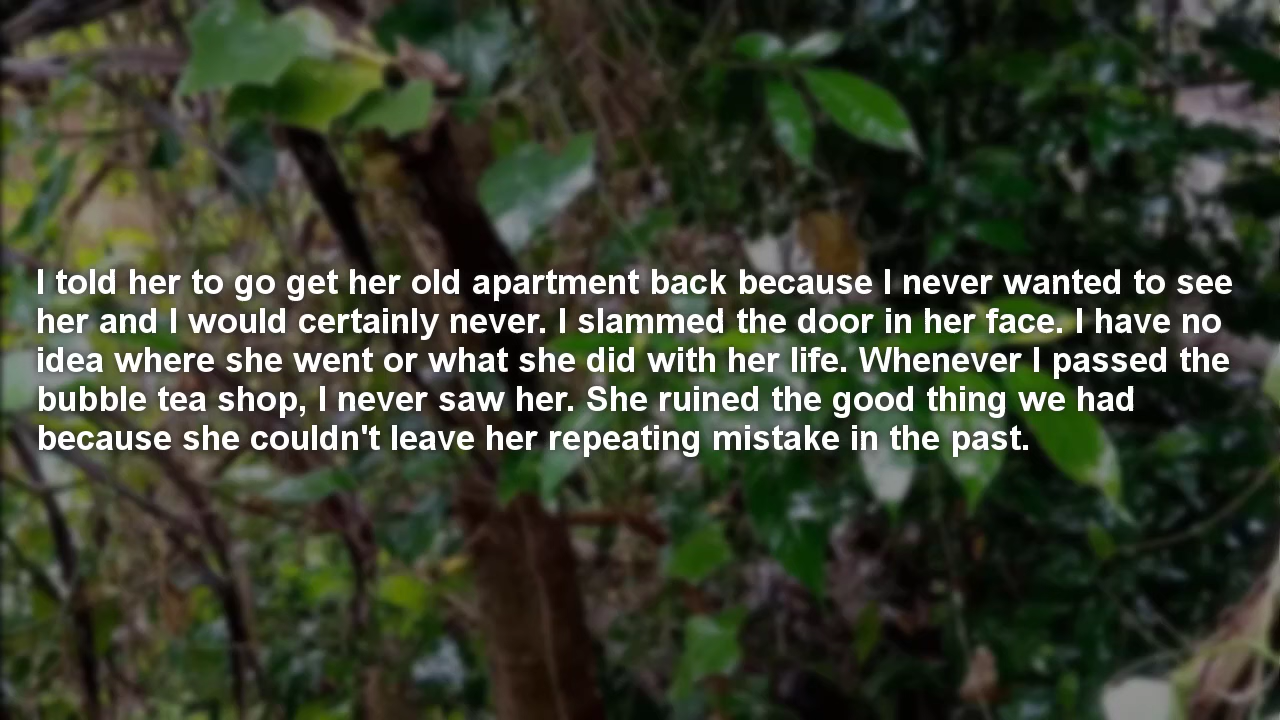 I told her to go get her old apartment back because I never wanted to see
her and I would certainly never. I slammed the door in her face. I have no
idea where she went or what she did with her life. Whenever I passed the
bubble tea shop, I never saw her. She ruined the good thing we had
because she couldn't leave her repeating mistake in the past.